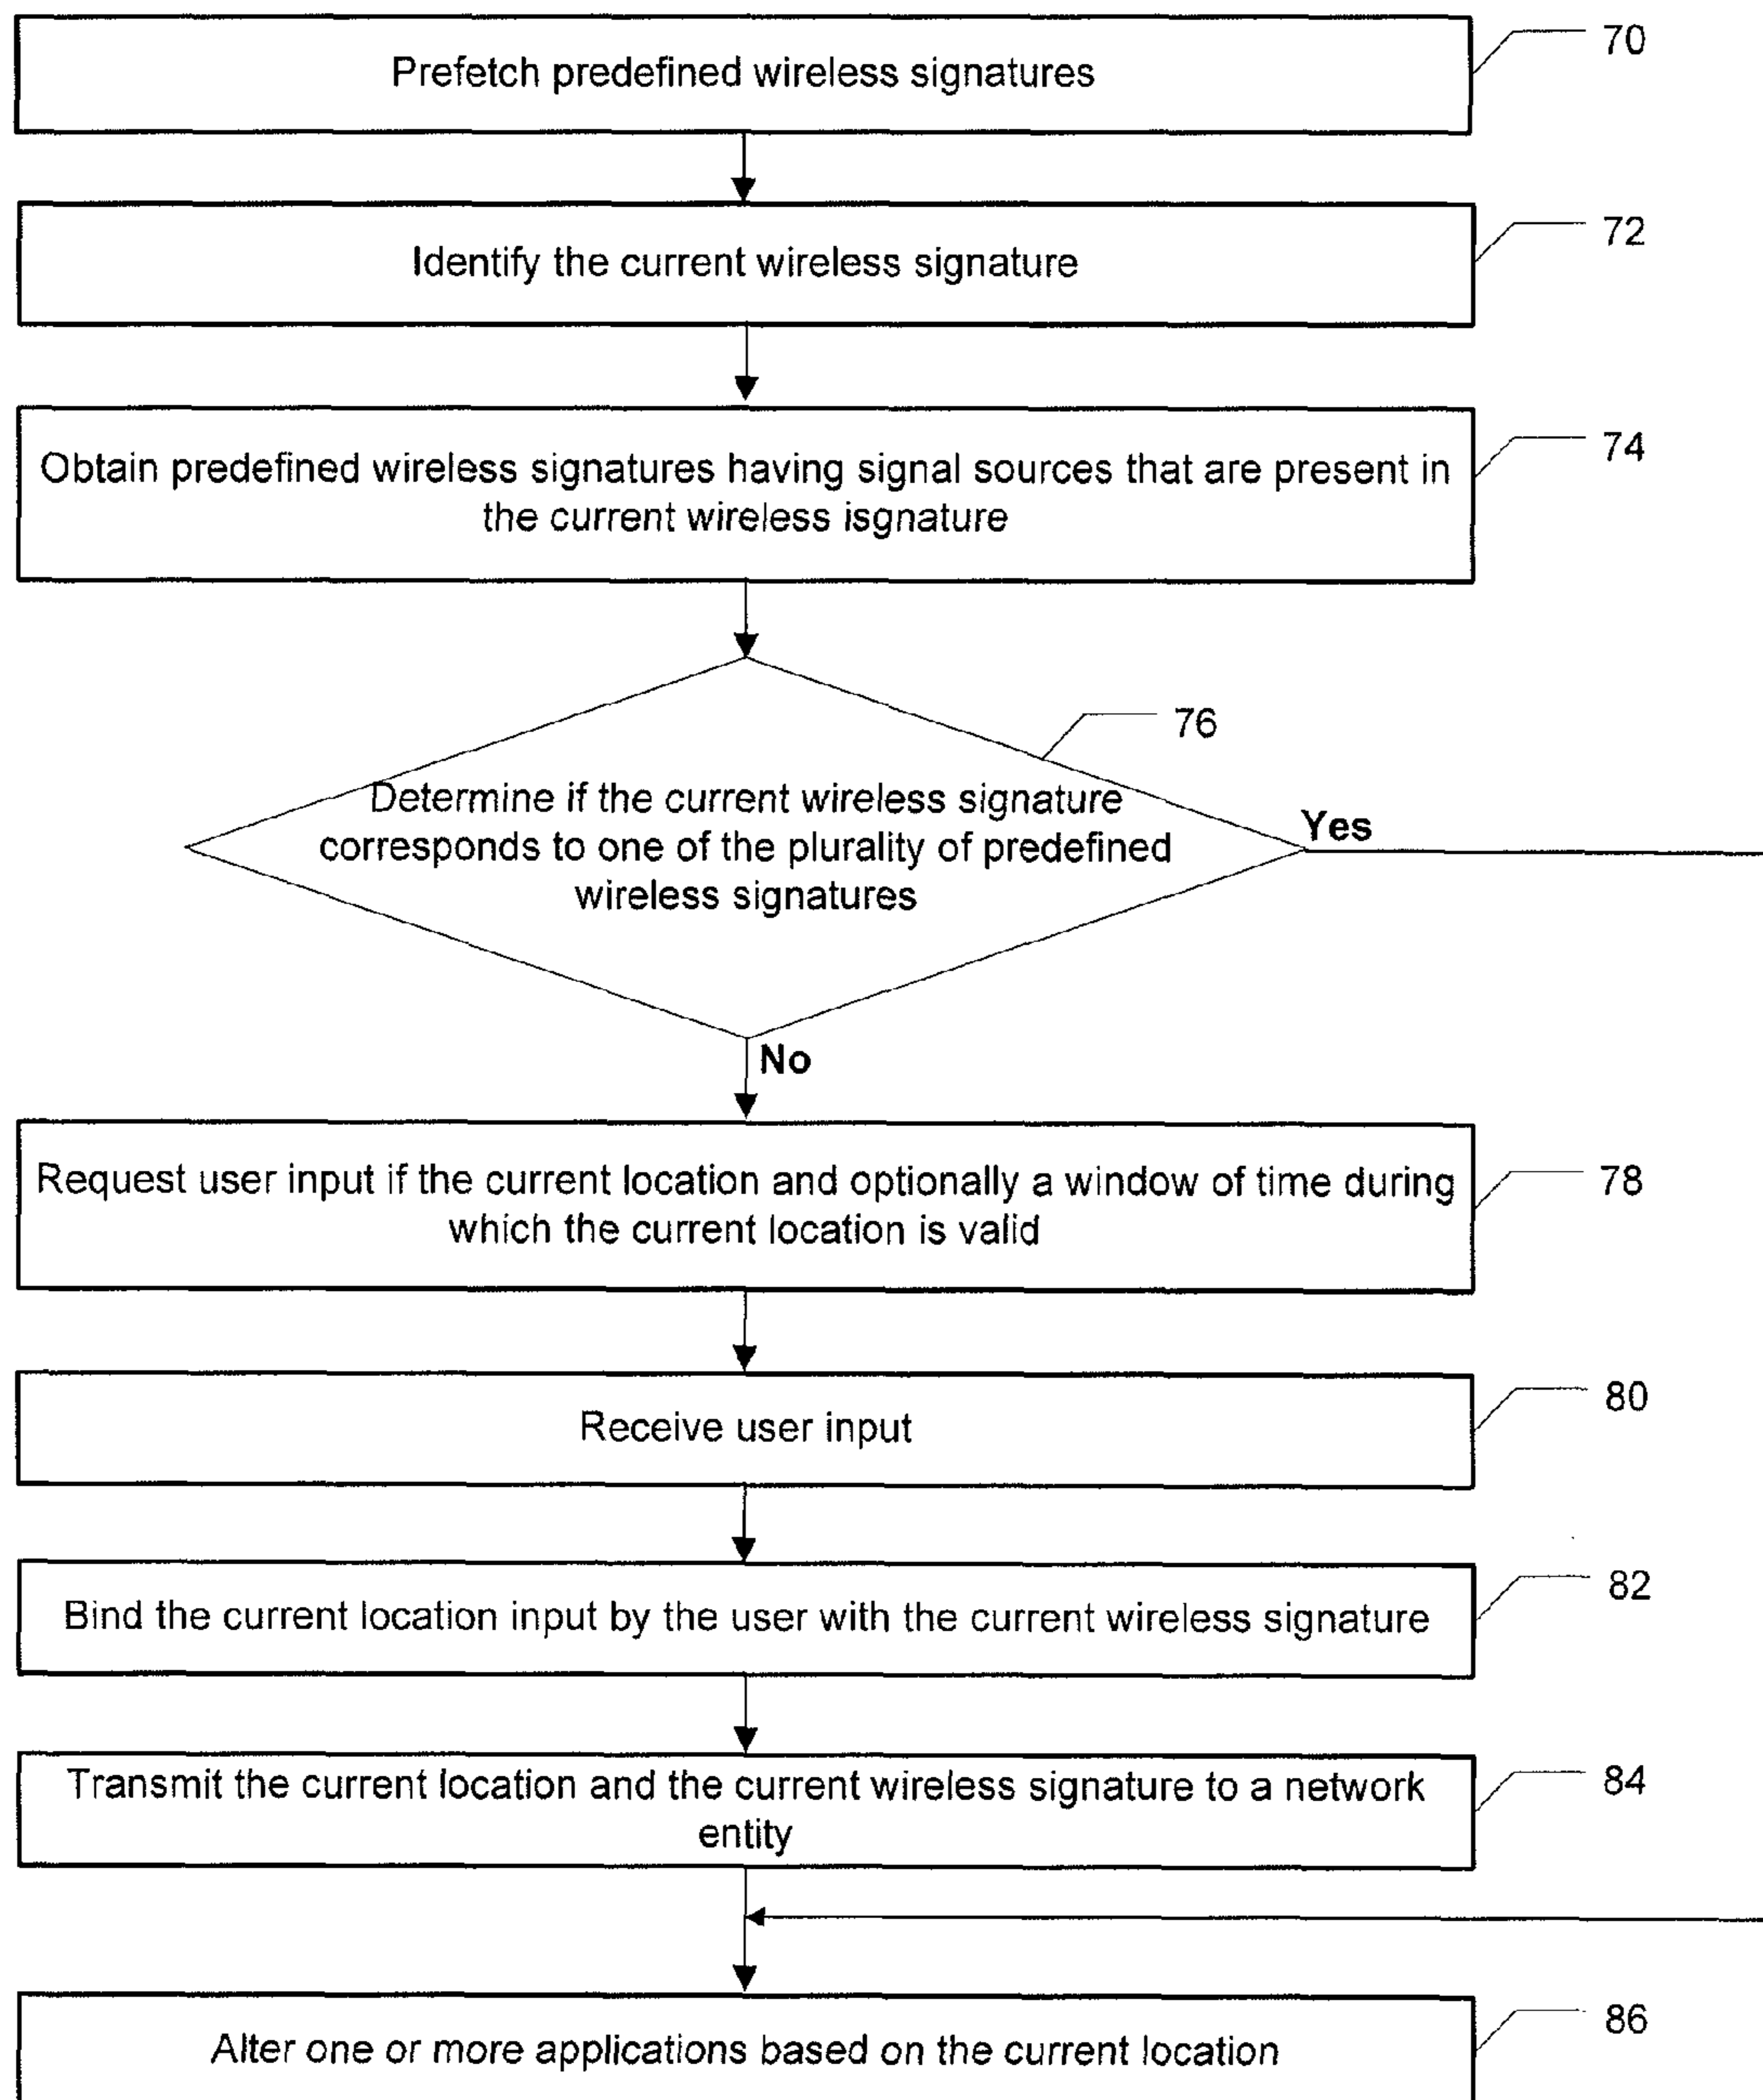 Prefetch predefined wireless signatures
70
Identify the current wireless signature
72
Obtain predefined wireless signatures having signal sources that are present in
the current wireless isgnature
74
76
Determine if the current wireless signature
corresponds to one of the plurality of predefined
wireless signatures
Yes
No
Request user input if the current location and optionally a window of time during
which the current location is valid
78
Receive user input
80
Bind the current location input by the user with the current wireless signature
82
Transmit the current location and the current wireless signature to a network
entity
84
Alter one or more applications based on the current location
86